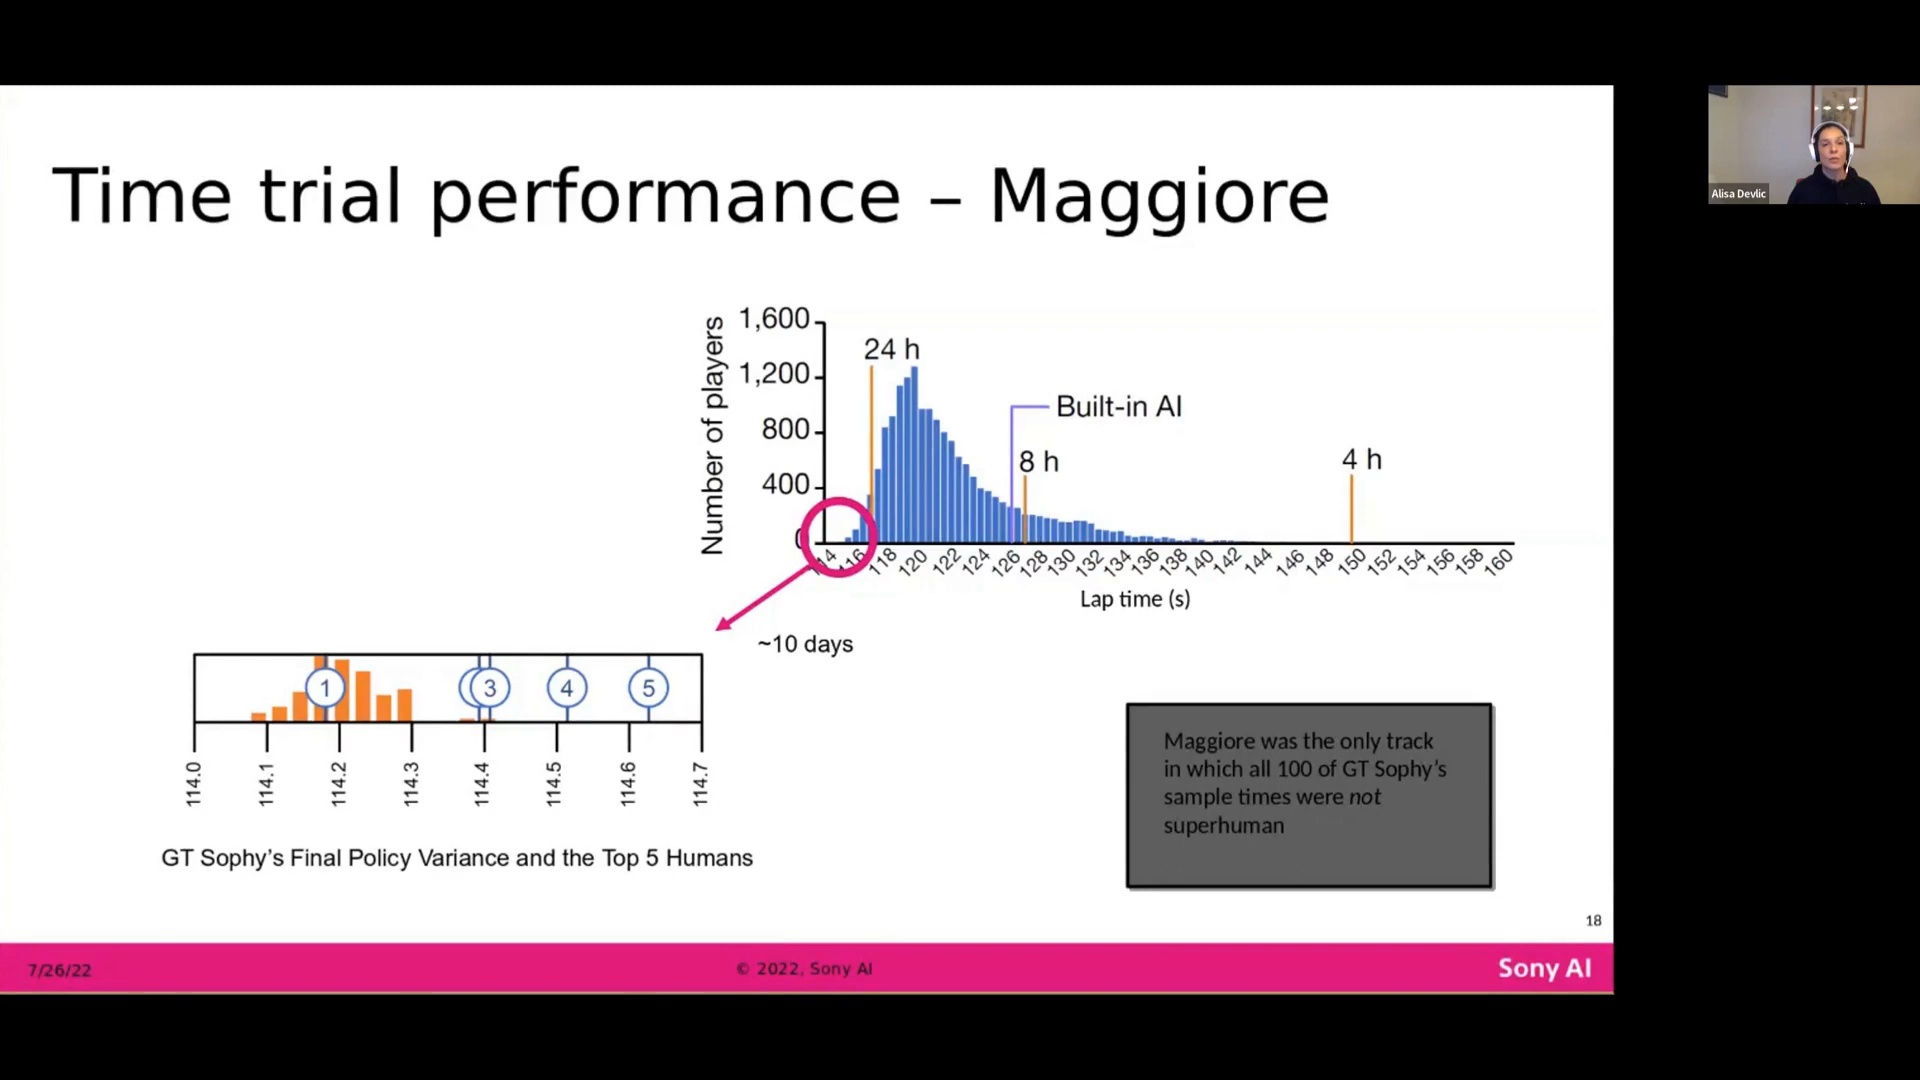 Alisa Devlic
Time trial performance – Maggiore
Number of players
1,600
1,200
800
400
0
24 h
Built-in AI
8 h
4 h
114 116 118 120 122 124 126 128 130 132 134 136 138 140 142 144 146 148 150 152 154 156 158 160
Lap time (s)
~10 days
1 3 4 5
114.0 114.1 114.2 114.3 114.4 114.5 114.6 114.7
GT Sophy's Final Policy Variance and the Top 5 Humans
Maggiore was the only track
in which all 100 of GT Sophy's
sample times were not
superhuman
18
7/26/22
© 2022, Sony AI
Sony AI